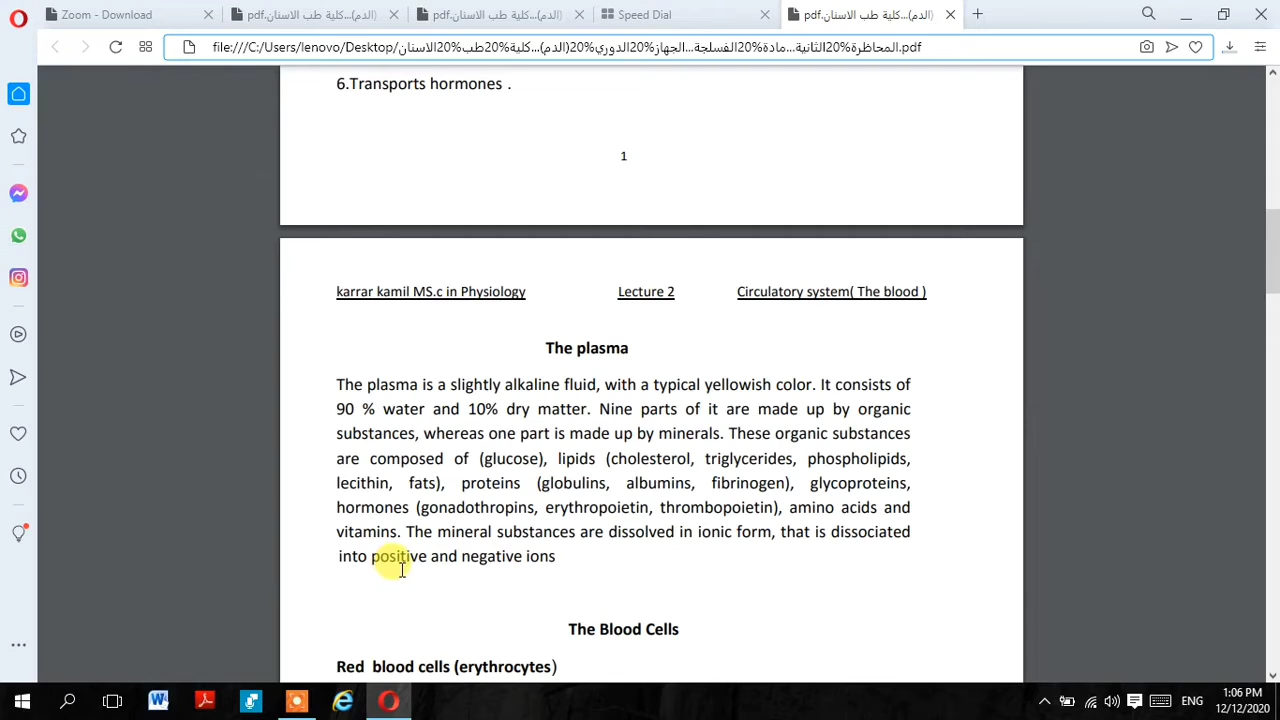 Zoom - Download
(الدم)...كلية طب الاسنان.pdf
(الدم)...كلية طب الاسنان.pdf
Speed Dial
(الدم)...كلية طب الاسنان.pdf
file:///C:/Users/lenovo/Desktop/المحاظرة%20الثانية...مادة%20الفسلجة...الجهاز%20الدوري%20(الدم)...كلية%20طب%20الاسنان.pdf
6.Transports hormones .
1
karrar kamil MS.c in Physiology Lecture 2 Circulatory system( The blood )
The plasma
The plasma is a slightly alkaline fluid, with a typical yellowish color. It consists of
90 % water and 10% dry matter. Nine parts of it are made up by organic
substances, whereas one part is made up by minerals. These organic substances
are composed of (glucose), lipids (cholesterol, triglycerides, phospholipids,
lecithin, fats), proteins (globulins, albumins, fibrinogen), glycoproteins,
hormones (gonadothropins, erythropoietin, thrombopoietin), amino acids and
vitamins. The mineral substances are dissolved in ionic form, that is dissociated
into positive and negative ions
The Blood Cells
Red blood cells (erythrocytes)
ENG
1:06 PM
12/12/2020